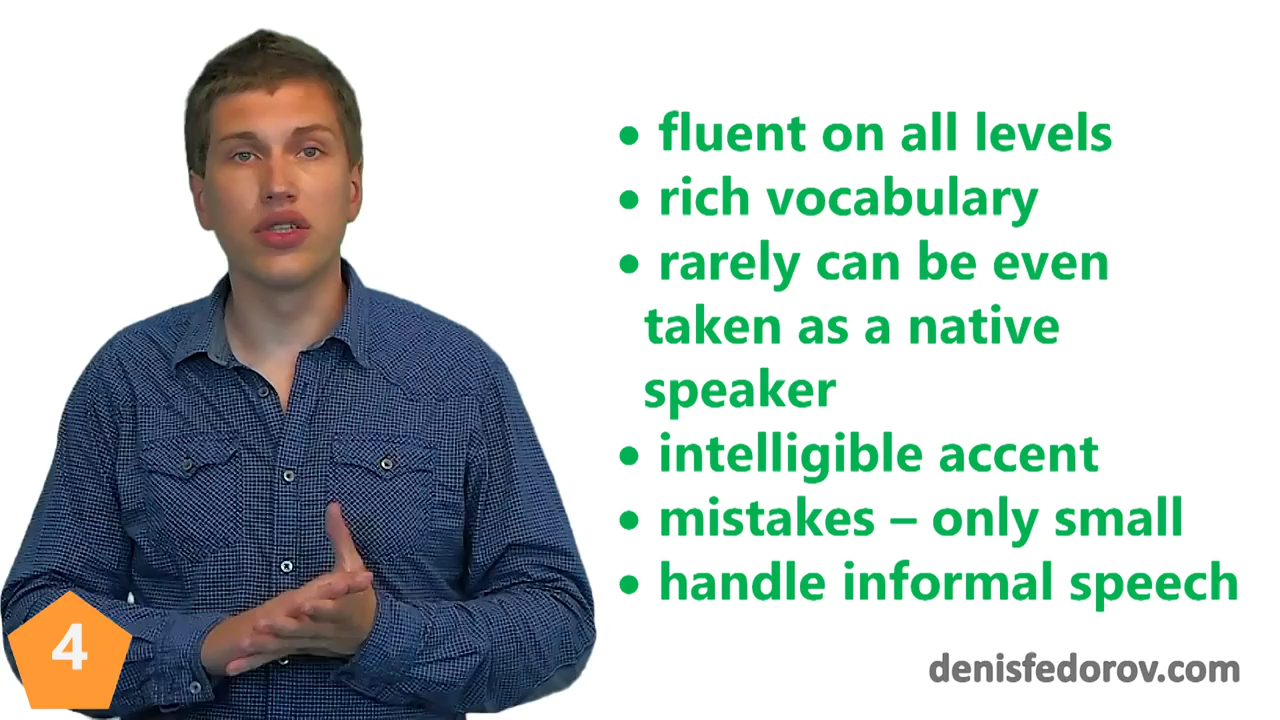 • fluent on all levels
• rich vocabulary
• rarely can be even
taken as a native
speaker
• intelligible accent
• mistakes – only small
• handle informal speech
4
denisfedorov.com